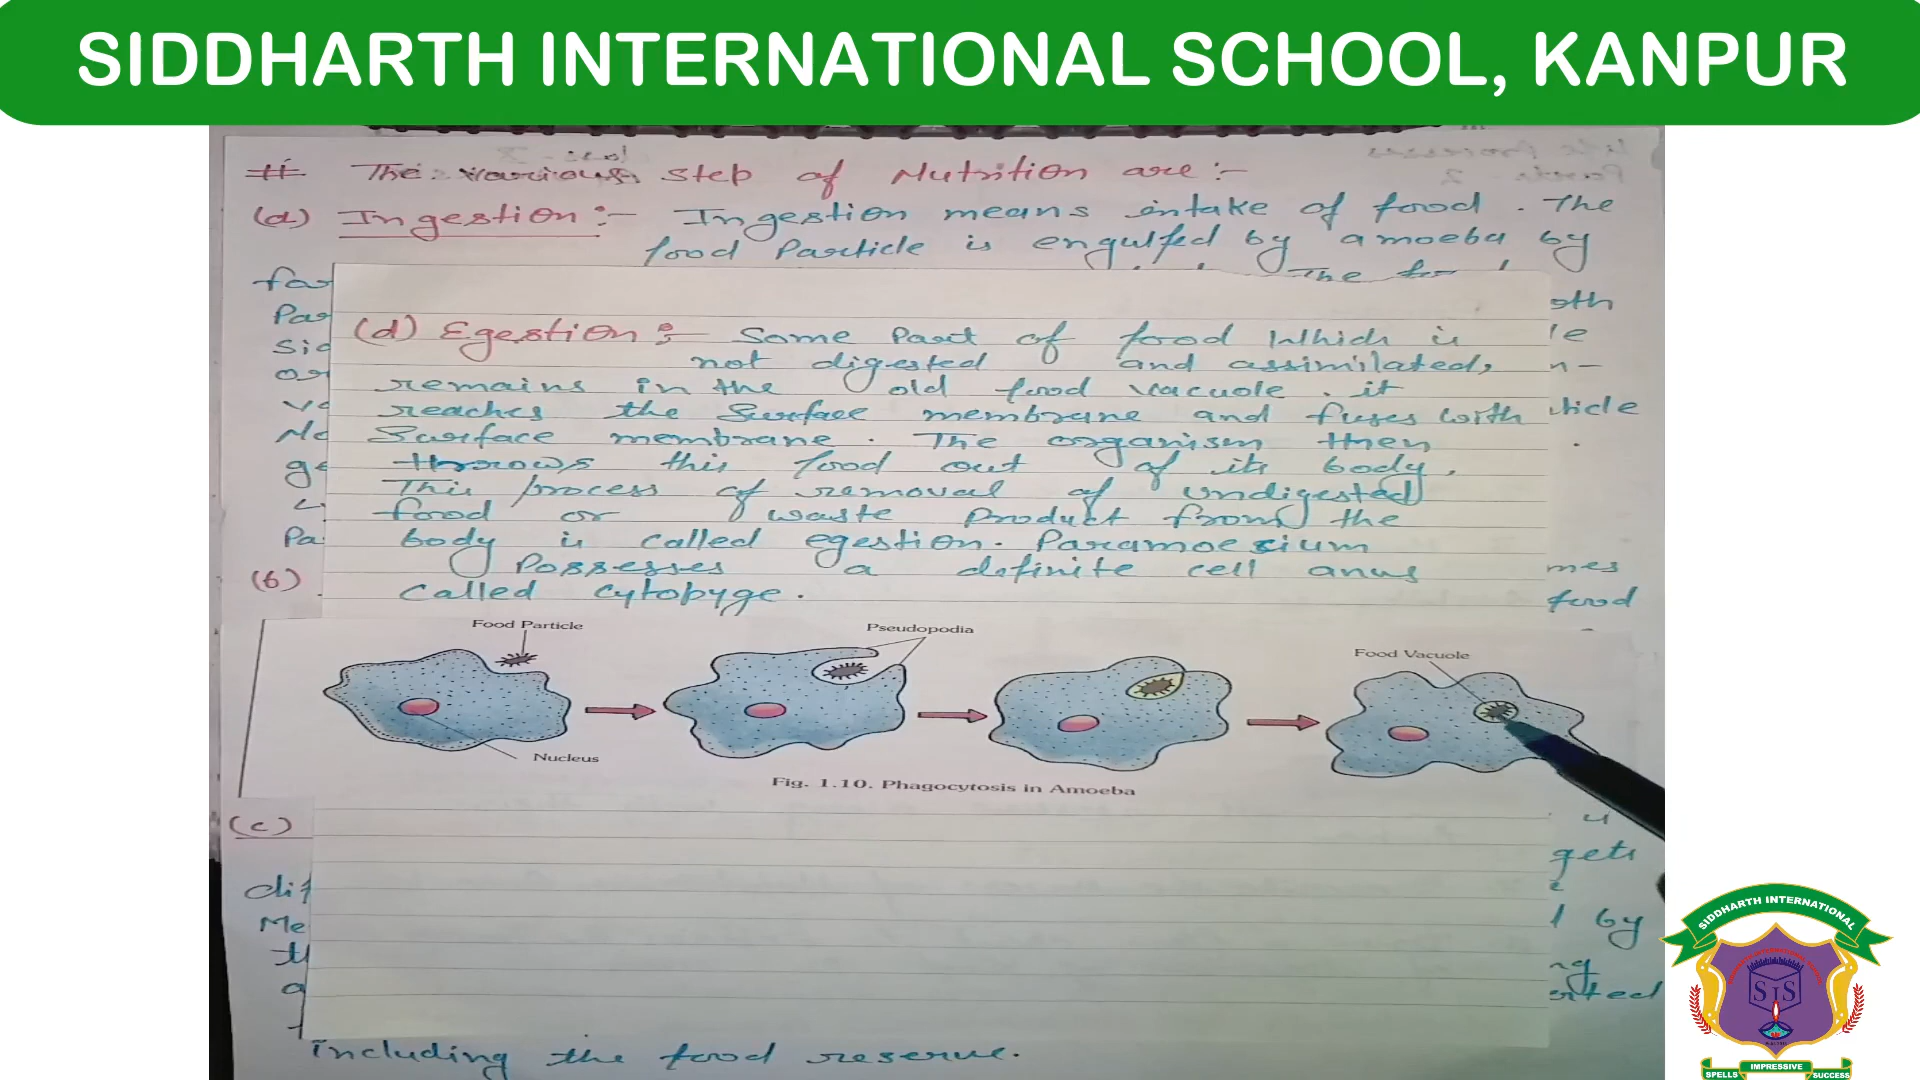 SIDDHARTH INTERNATIONAL SCHOOL, KANPUR
# The various step of Nutrition are :-
(a) Ingestion :- Ingestion means intake of food . The
food Particle is engulfed by amoeba by
The
(d) Egestion :- Some Part of food Which is
not digested and assimilated,
remains in the old food vacuole . it
reaches the Surface membrane and fuses with
Surface membrane . The organism then
throws this food out of its body .
This process of removal of undigested
food or waste Product from the
body is called egestion . Paramoecium
Possesses a definite cell anus
called cytopyge .
(b)
food
Food Particle
Pseudopodia
Food Vacuole
Nucleus
Fig. 1.10. Phagocytosis in Amoeba
(c)
gets
by
including the food reserve .
SIDDHARTH INTERNATIONAL
SIS
SPELLS IMPRESSIVE SUCCESS